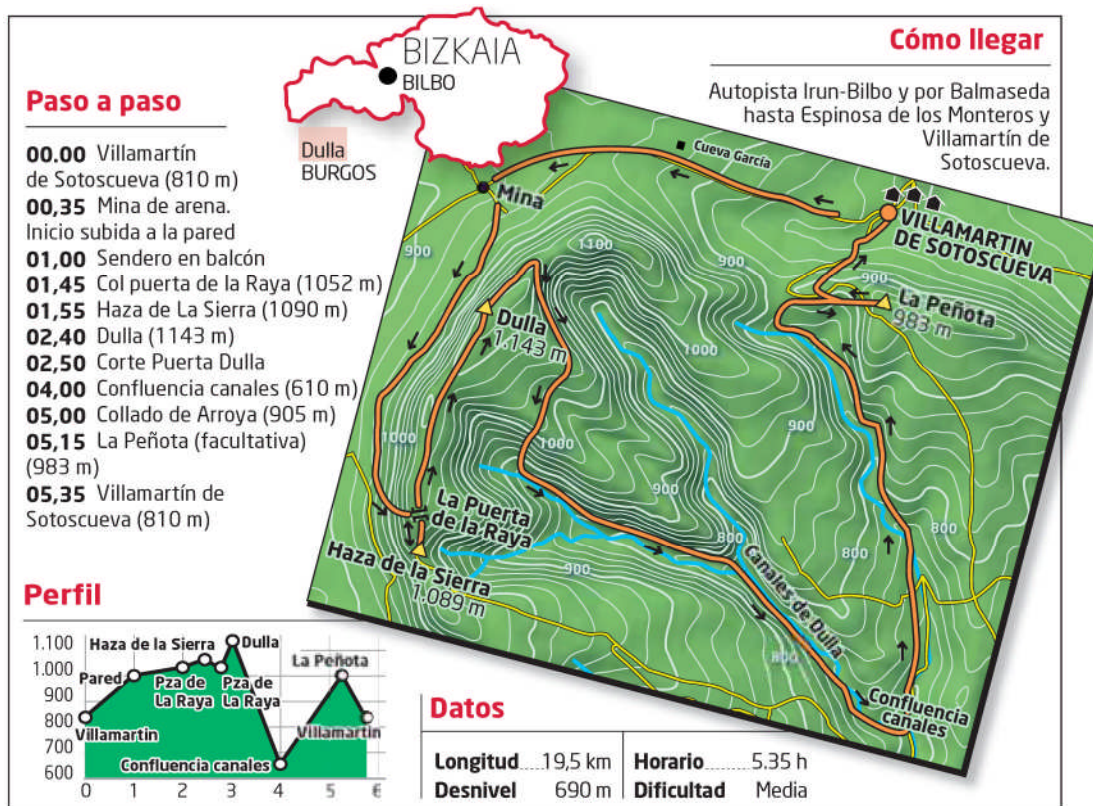 Paso a paso
00.00 Villamartín
de Sotoscueva (810 m)
00,35 Mina de arena.
Inicio subida a la pared
01,00 Sendero en balcón
01,45 Col puerta de la Raya (1052 m)
01,55 Haza de La Sierra (1090 m)
02,40 Dulla (1143 m)
02,50 Corte Puerta Dulla
04,00 Confluencia canales (610 m)
05,00 Collado de Arroya (905 m)
05,15 La Peñota (facultativa)
(983 m)
05,35 Villamartín de
Sotoscueva (810 m)
BIZKAIA
BILBO
Dulla
BURGOS
Cómo llegar
Autopista Irun-Bilbo y por Balmaseda
hasta Espinosa de los Monteros y
Villamartín de
Sotoscueva.
Cueva García
Mina
VILLAMARTIN
DE SOTOSCUEVA
900
1100
900
900
La Peñota
983 m
Dulla
1.143 m
1000
900
1000
1000
900
La Puerta
de la Raya
800
800
800
Haza de la Sierra
1.089 m
900
Canales de Dulla
800
Confluencia
canales
Perfil
1.100
1.000
900
800
700
600
Haza de la Sierra
Dulla
La Peñota
Pared
Pza de
La Raya
Pza de
La Raya
Villamartin
Villamartin
Confluencia canales
0 1 2 3 4 5 6
Datos
Longitud 19,5 km
Desnivel 690 m
Horario 5.35 h
Dificultad Media